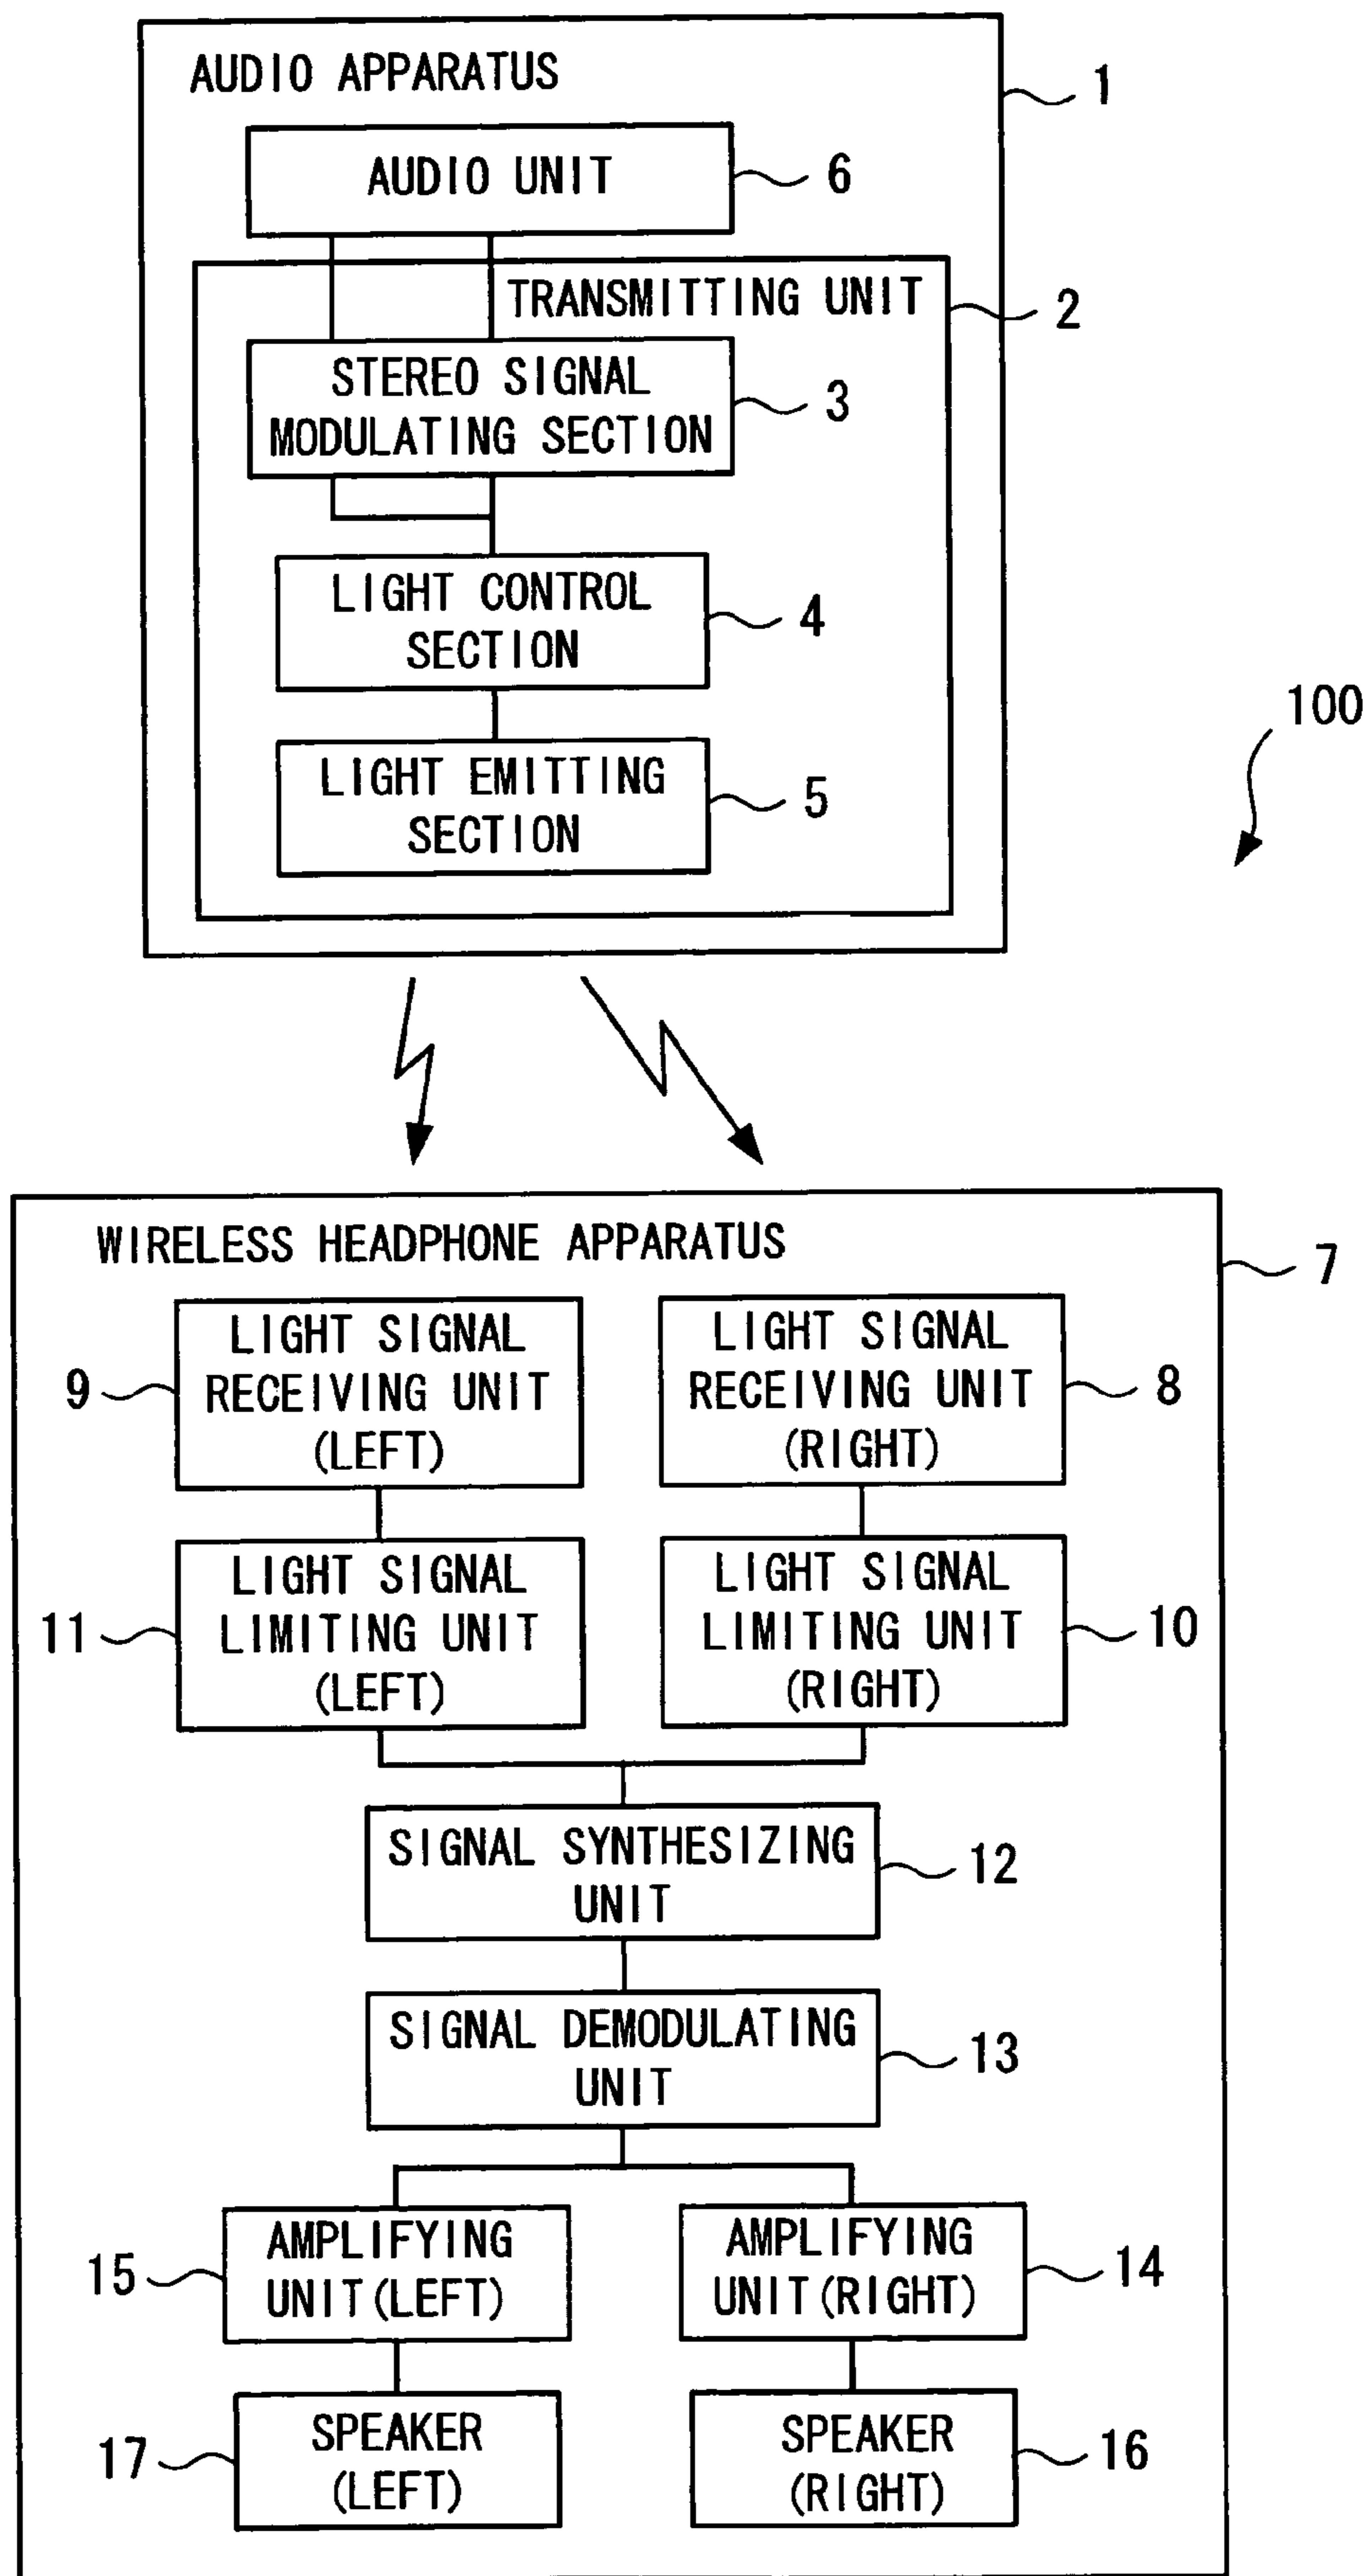 AUDIO APPARATUS
1
AUDIO UNIT
6
TRANSMITTING UNIT
2
STEREO SIGNAL
MODULATING SECTION
3
LIGHT CONTROL
SECTION
4
LIGHT EMITTING
SECTION
5
100
WIRELESS HEADPHONE APPARATUS
7
LIGHT SIGNAL
RECEIVING UNIT
(LEFT)
9
LIGHT SIGNAL
RECEIVING UNIT
(RIGHT)
8
LIGHT SIGNAL
LIMITING UNIT
(LEFT)
11
LIGHT SIGNAL
LIMITING UNIT
(RIGHT)
10
SIGNAL SYNTHESIZING
UNIT
12
SIGNAL DEMODULATING
UNIT
13
AMPLIFYING
UNIT(LEFT)
15
AMPLIFYING
UNIT(RIGHT)
14
SPEAKER
(LEFT)
17
SPEAKER
(RIGHT)
16